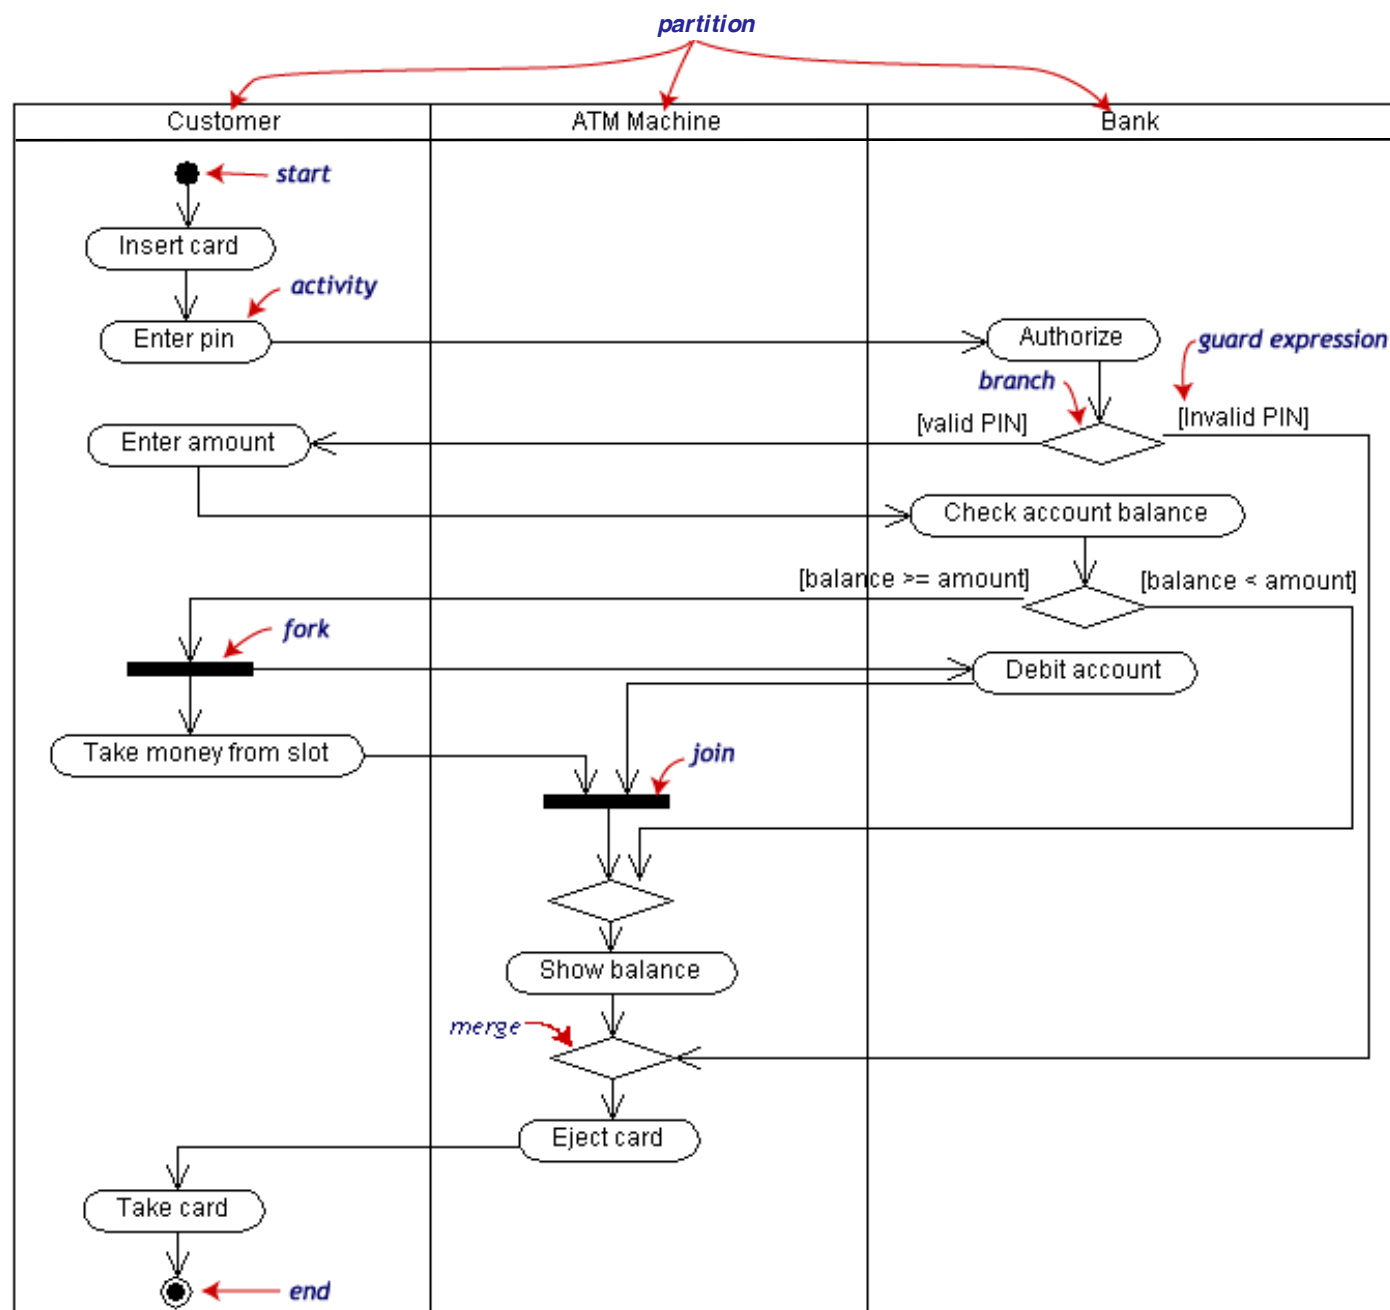 partition
Customer
ATM Machine
Bank
start
Insert card
activity
Enter pin
Authorize
guard expression
branch
[valid PIN]
[Invalid PIN]
Enter amount
Check account balance
[balance >= amount]
[balance < amount]
fork
Debit account
Take money from slot
join
Show balance
merge
Eject card
Take card
end